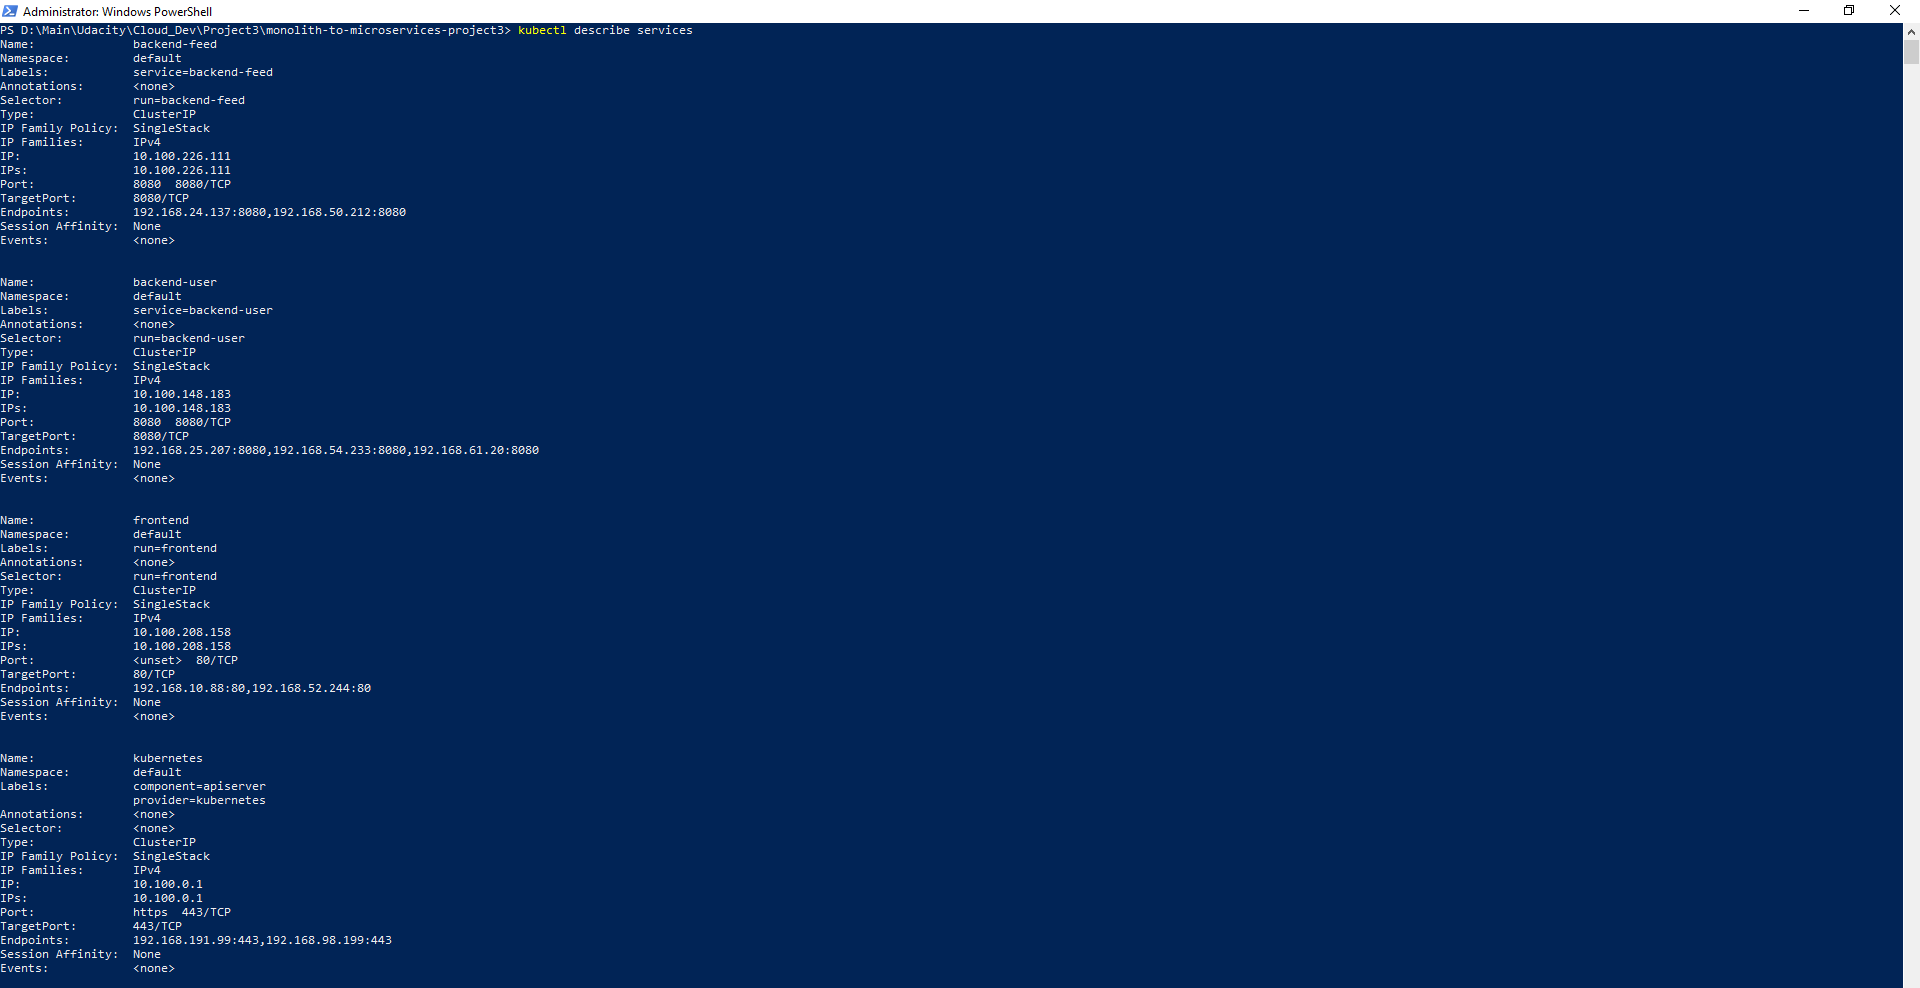 Administrator: Windows PowerShell
PS D:\Main\Udacity\Cloud_Dev\Project3\monolith-to-microservices-project3> kubectl describe services
Name:              backend-feed
Namespace:         default
Labels:            service=backend-feed
Annotations:       <none>
Selector:          run=backend-feed
Type:              ClusterIP
IP Family Policy:  SingleStack
IP Families:       IPv4
IP:                10.100.226.111
IPs:               10.100.226.111
Port:              8080  8080/TCP
TargetPort:        8080/TCP
Endpoints:         192.168.24.137:8080,192.168.50.212:8080
Session Affinity:  None
Events:            <none>

Name:              backend-user
Namespace:         default
Labels:            service=backend-user
Annotations:       <none>
Selector:          run=backend-user
Type:              ClusterIP
IP Family Policy:  SingleStack
IP Families:       IPv4
IP:                10.100.148.183
IPs:               10.100.148.183
Port:              8080  8080/TCP
TargetPort:        8080/TCP
Endpoints:         192.168.25.207:8080,192.168.54.233:8080,192.168.61.20:8080
Session Affinity:  None
Events:            <none>

Name:              frontend
Namespace:         default
Labels:            run=frontend
Annotations:       <none>
Selector:          run=frontend
Type:              ClusterIP
IP Family Policy:  SingleStack
IP Families:       IPv4
IP:                10.100.208.158
IPs:               10.100.208.158
Port:              <unset>  80/TCP
TargetPort:        80/TCP
Endpoints:         192.168.10.88:80,192.168.52.244:80
Session Affinity:  None
Events:            <none>

Name:              kubernetes
Namespace:         default
Labels:            component=apiserver
                   provider=kubernetes
Annotations:       <none>
Selector:          <none>
Type:              ClusterIP
IP Family Policy:  SingleStack
IP Families:       IPv4
IP:                10.100.0.1
IPs:               10.100.0.1
Port:              https  443/TCP
TargetPort:        443/TCP
Endpoints:         192.168.191.99:443,192.168.98.199:443
Session Affinity:  None
Events:            <none>